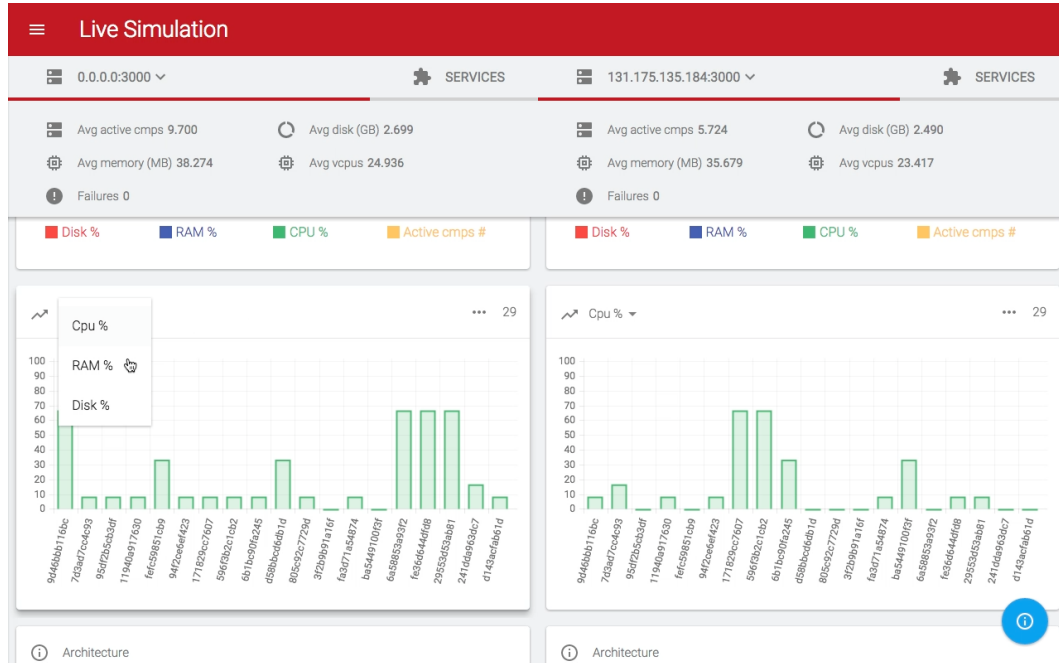 Live Simulation
0.0.0.0:3000 SERVICES
131.175.135.184:3000 SERVICES
Avg active cmps 9.700 Avg disk (GB) 2.699
Avg memory (MB) 38.274 Avg vcpus 24.936
Failures 0
Avg active cmps 5.724 Avg disk (GB) 2.490
Avg memory (MB) 35.679 Avg vcpus 23.417
Failures 0
Disk % RAM % CPU % Active cmps #
Disk % RAM % CPU % Active cmps #
29
Cpu %
RAM %
Disk %
100
90
80
70
60
50
40
30
20
10
0
9d46bbb116bc
7d3ad7cc4c93
95df2b5cb3df
11940a917630
fefc59851cb9
94f2ce6ef423
171829cc7607
596f3b2c1cb2
6b1bc90fa245
d58bbcd6db1d
805c92c7729d
3f2b9b91a16f
fa3d71a54874
ba5449100f3f
6a58853a93f2
fe36d644dfd8
29553d53ab81
241dda963dc7
d143acfab61d
Cpu % 29
100
90
80
70
60
50
40
30
20
10
0
9d46bbb116bc
7d3ad7cc4c93
95df2b5cb3df
11940a917630
fefc59851cb9
94f2ce6ef423
171829cc7607
596f3b2c1cb2
6b1bc90fa245
d58bbcd6db1d
805c92c7729d
3f2b9b91a16f
fa3d71a54874
ba5449100f3f
6a58853a93f2
fe36d644dfd8
29553d53ab81
241dda963dc7
d143acfab61d
Architecture
Architecture